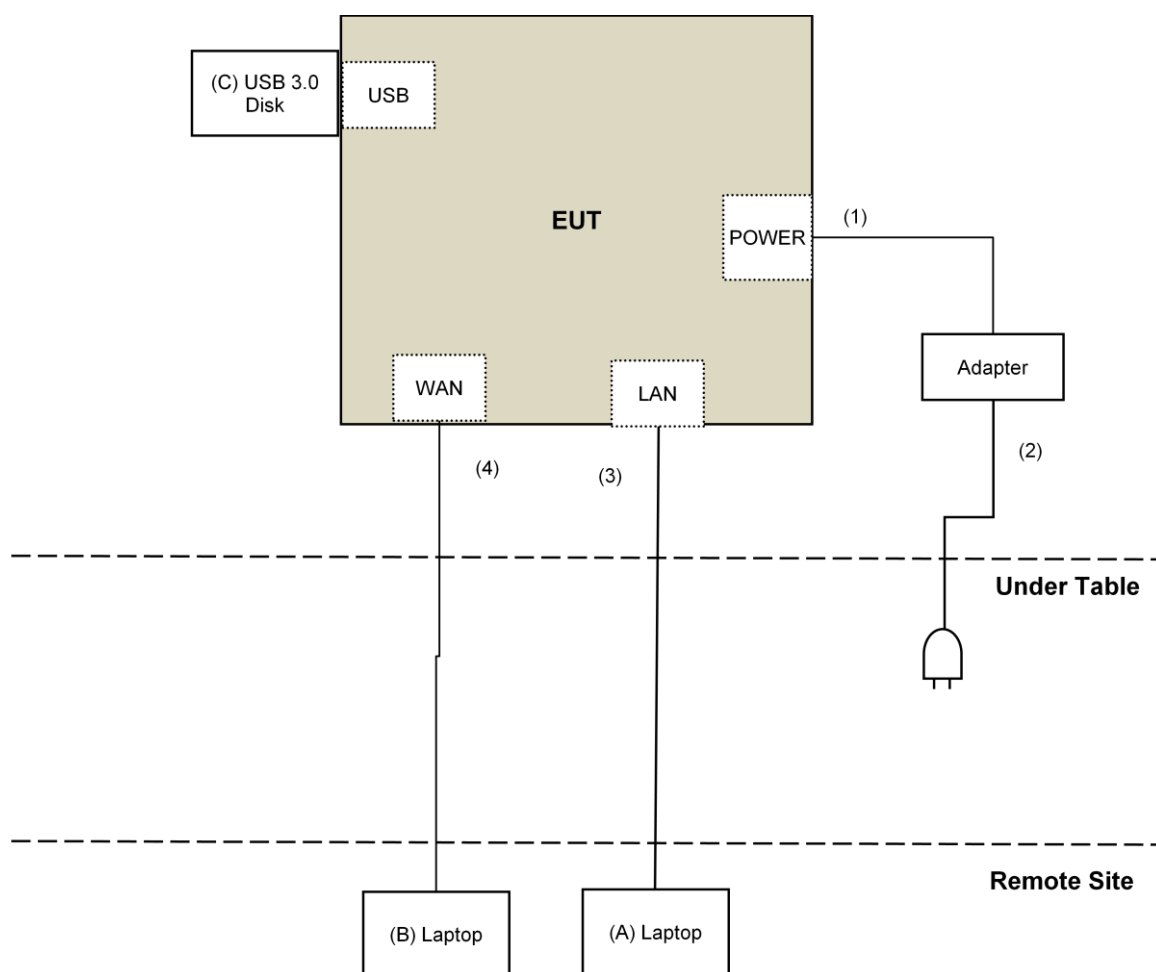 (C) USB 3.0
Disk
USB
EUT
(1)
POWER
Adapter
WAN
LAN
(2)
(4)
(3)
Under Table
Remote Site
(B) Laptop
(A) Laptop